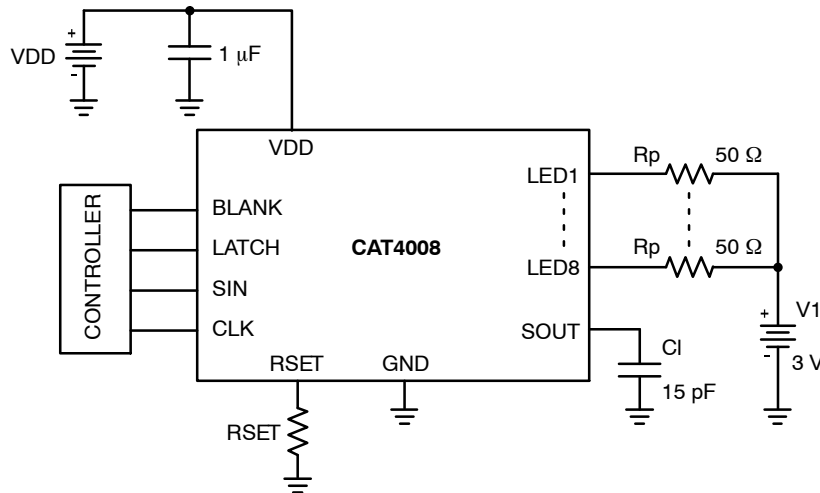 +
VDD
-
1 μF
VDD
CONTROLLER
BLANK
LATCH
SIN
CLK
CAT4008
LED1
LED8
SOUT
Rp
50 Ω
Rp
50 Ω
V1
+
-
3 V
Cl
15 pF
RSET
GND
RSET